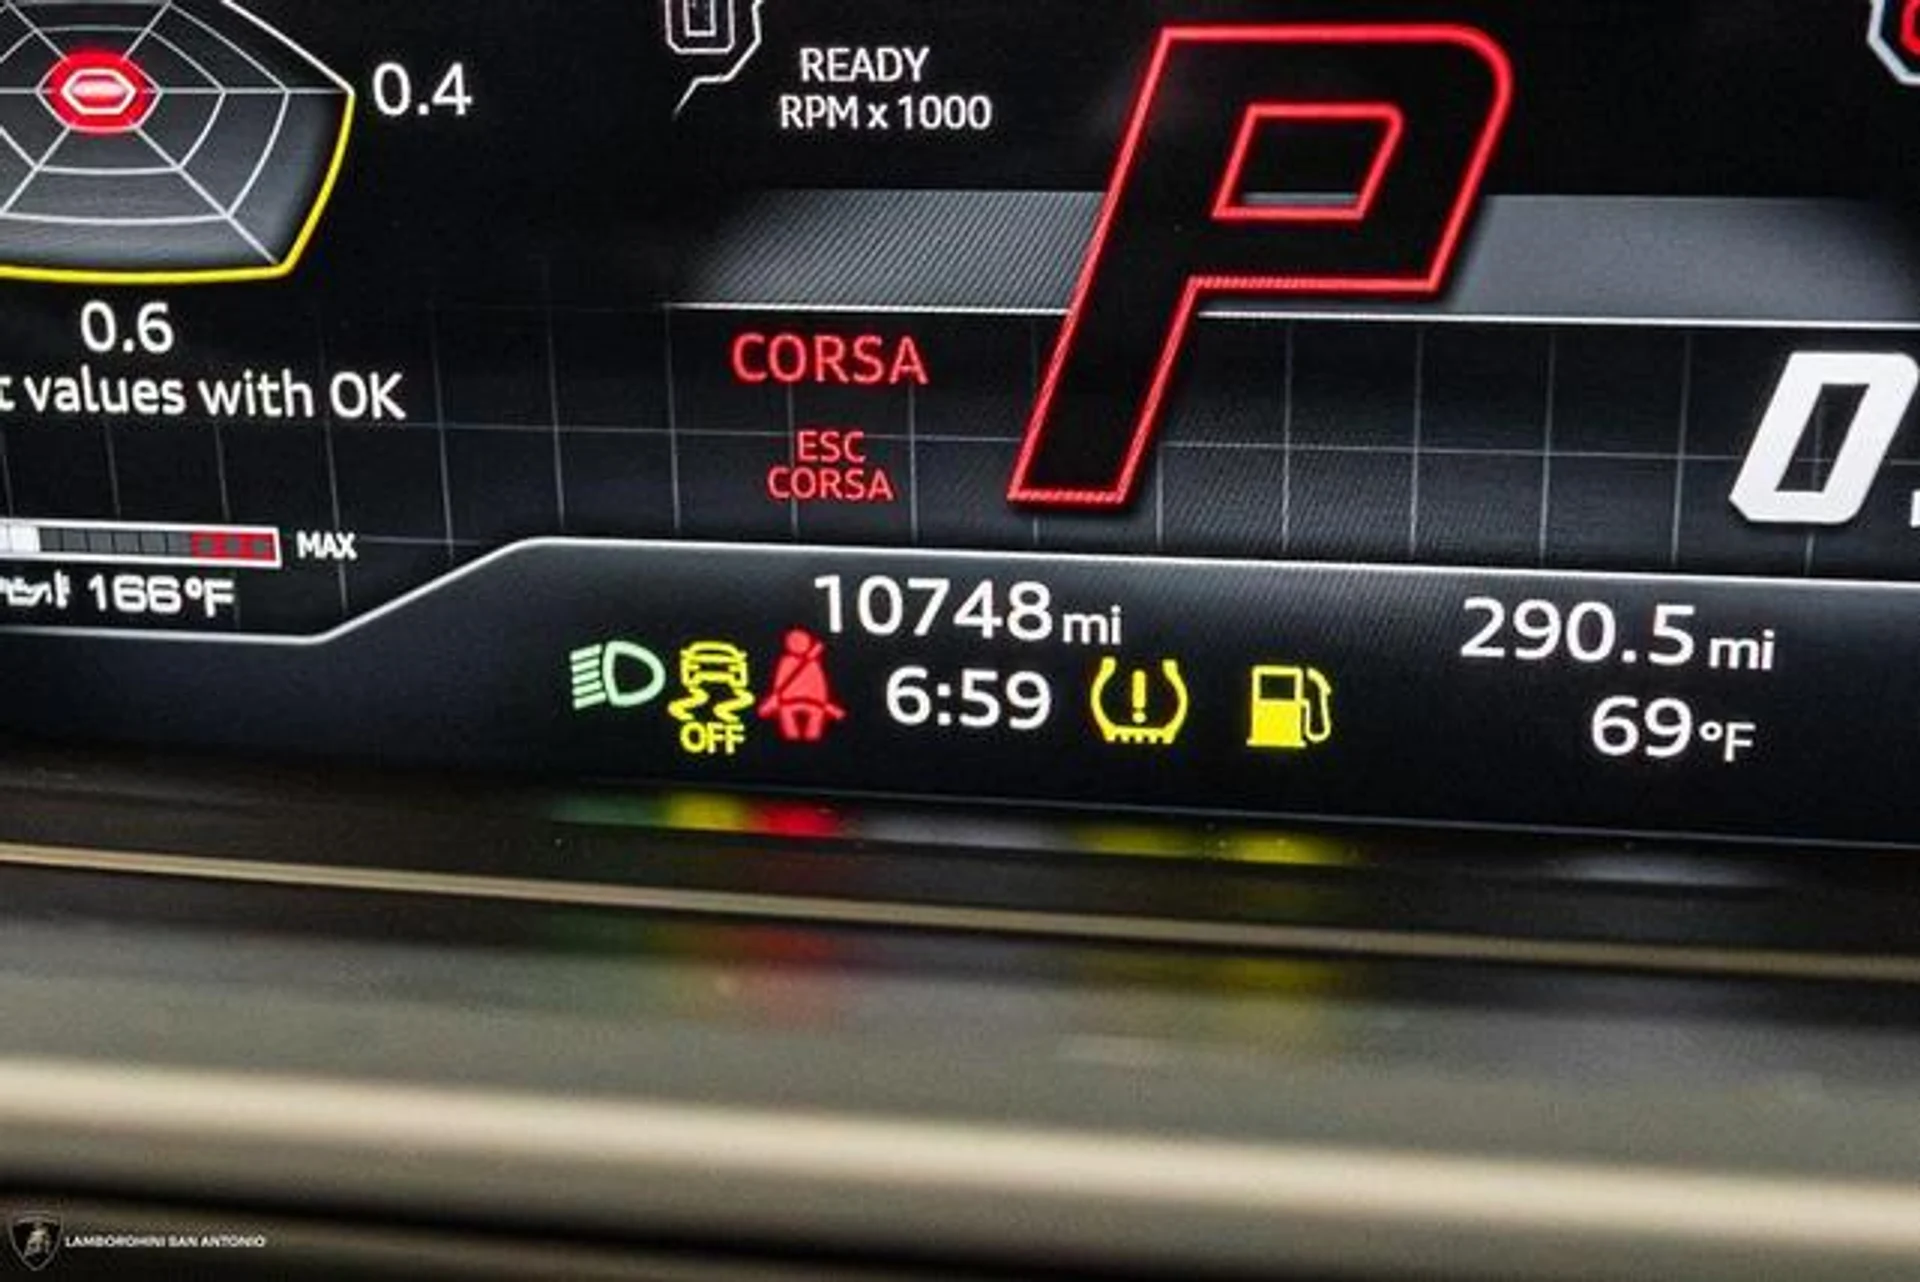 0.4
READY
RPM x 1000
0.6
values with OK
CORSA
ESC
CORSA
P
0
MAX
166°F
10748 mi
290.5 mi
OFF
6:59
69°F
LAMBORGHINI SAN ANTONIO